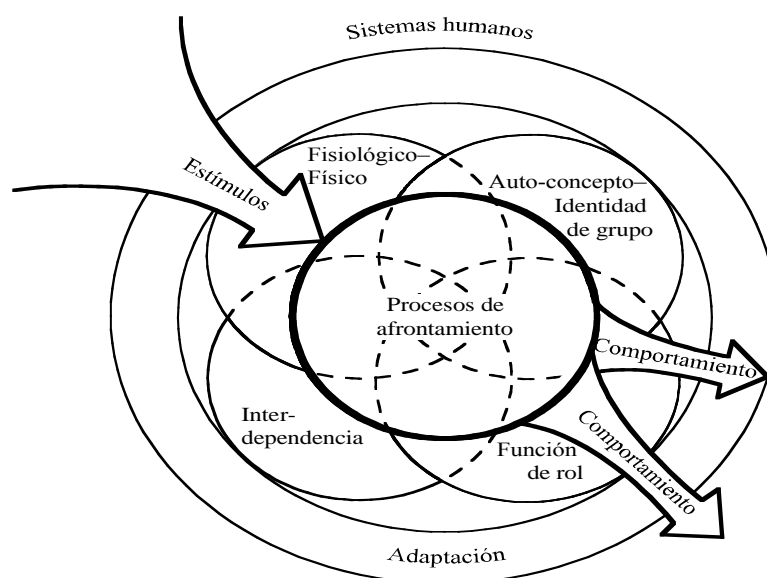 Sistemas humanos
Fisiológico–
Físico
Estímulos
Auto-concepto–
Identidad
de grupo
Procesos de
afrontamiento
Comportamiento
Inter-
dependencia
Función
de rol
Comportamiento
Adaptación